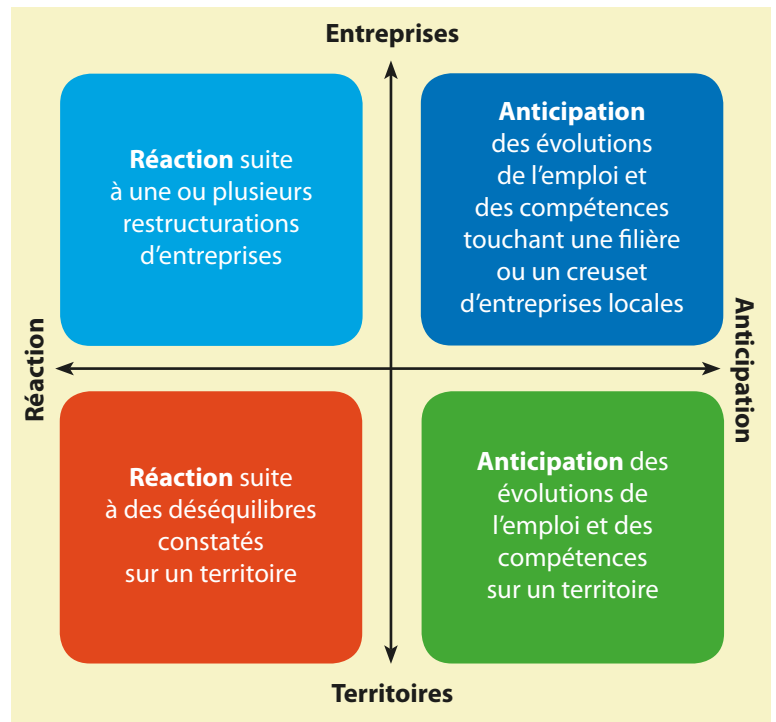 Entreprises
Réaction suite
à une ou plusieurs
restructurations
d'entreprises
Anticipation
des évolutions
de l'emploi et
des compétences
touchant une filière
ou un creuset
d'entreprises locales
Réaction
Anticipation
Réaction suite
à des déséquilibres
constatés
sur un territoire
Anticipation des
évolutions de
l'emploi et des
compétences
sur un territoire
Territoires